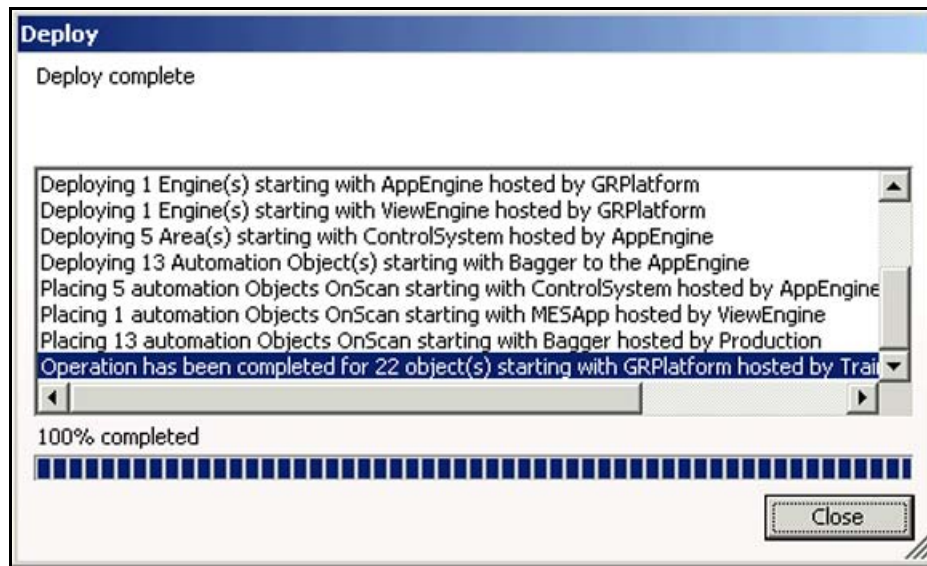 Deploy
Deploy complete
Deploying 1 Engine(s) starting with AppEngine hosted by GRPlatform
Deploying 1 Engine(s) starting with ViewEngine hosted by GRPlatform
Deploying 5 Area(s) starting with ControlSystem hosted by AppEngine
Deploying 13 Automation Object(s) starting with Bagger to the AppEngine
Placing 5 automation Objects OnScan starting with ControlSystem hosted by AppEngine
Placing 1 automation Objects OnScan starting with MESApp hosted by ViewEngine
Placing 13 automation Objects OnScan starting with Bagger hosted by Production
Operation has been completed for 22 object(s) starting with GRPlatform hosted by
100% completed
Close